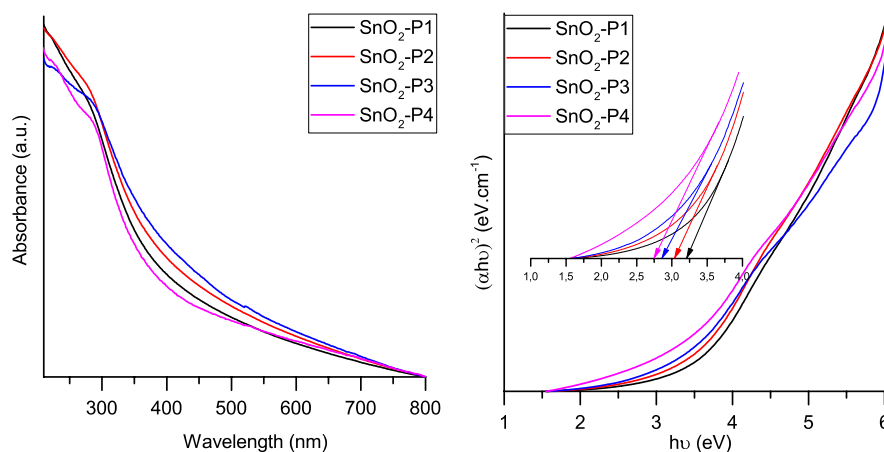 SnO₂-P1
SnO₂-P2
SnO₂-P3
SnO₂-P4
Absorbance (a.u.)
300 400 500 600 700 800
Wavelength (nm)
SnO₂-P1
SnO₂-P2
SnO₂-P3
SnO₂-P4
(αhυ)² (eV.cm⁻¹)
1,0 1,5 2,0 2,5 3,0 3,5 4,0
1 2 3 4 5 6
hυ (eV)